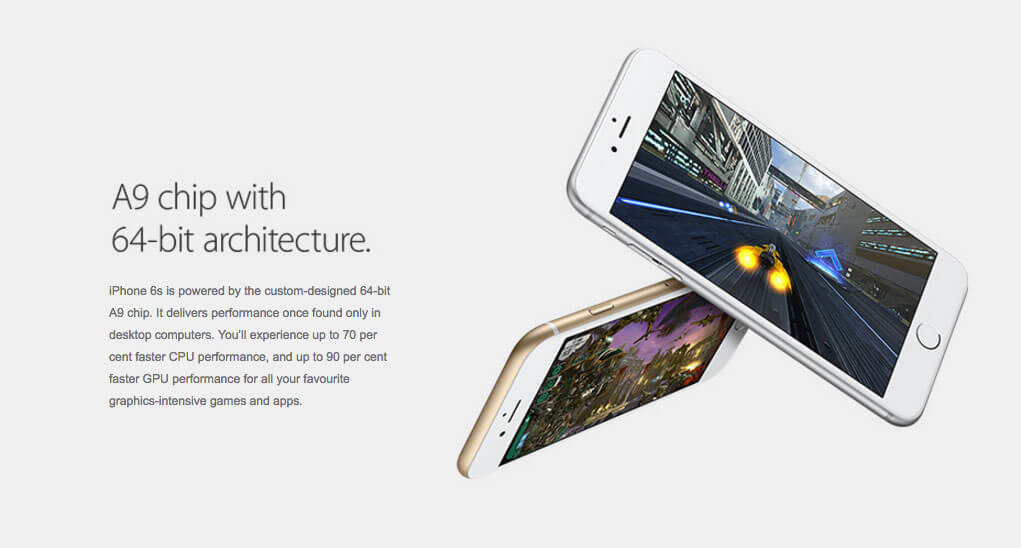 A9 chip with
64-bit architecture.
iPhone 6s is powered by the custom-designed 64-bit
A9 chip. It delivers performance once found only in
desktop computers. You'll experience up to 70 per
cent faster CPU performance, and up to 90 per cent
faster GPU performance for all your favourite
graphics-intensive games and apps.